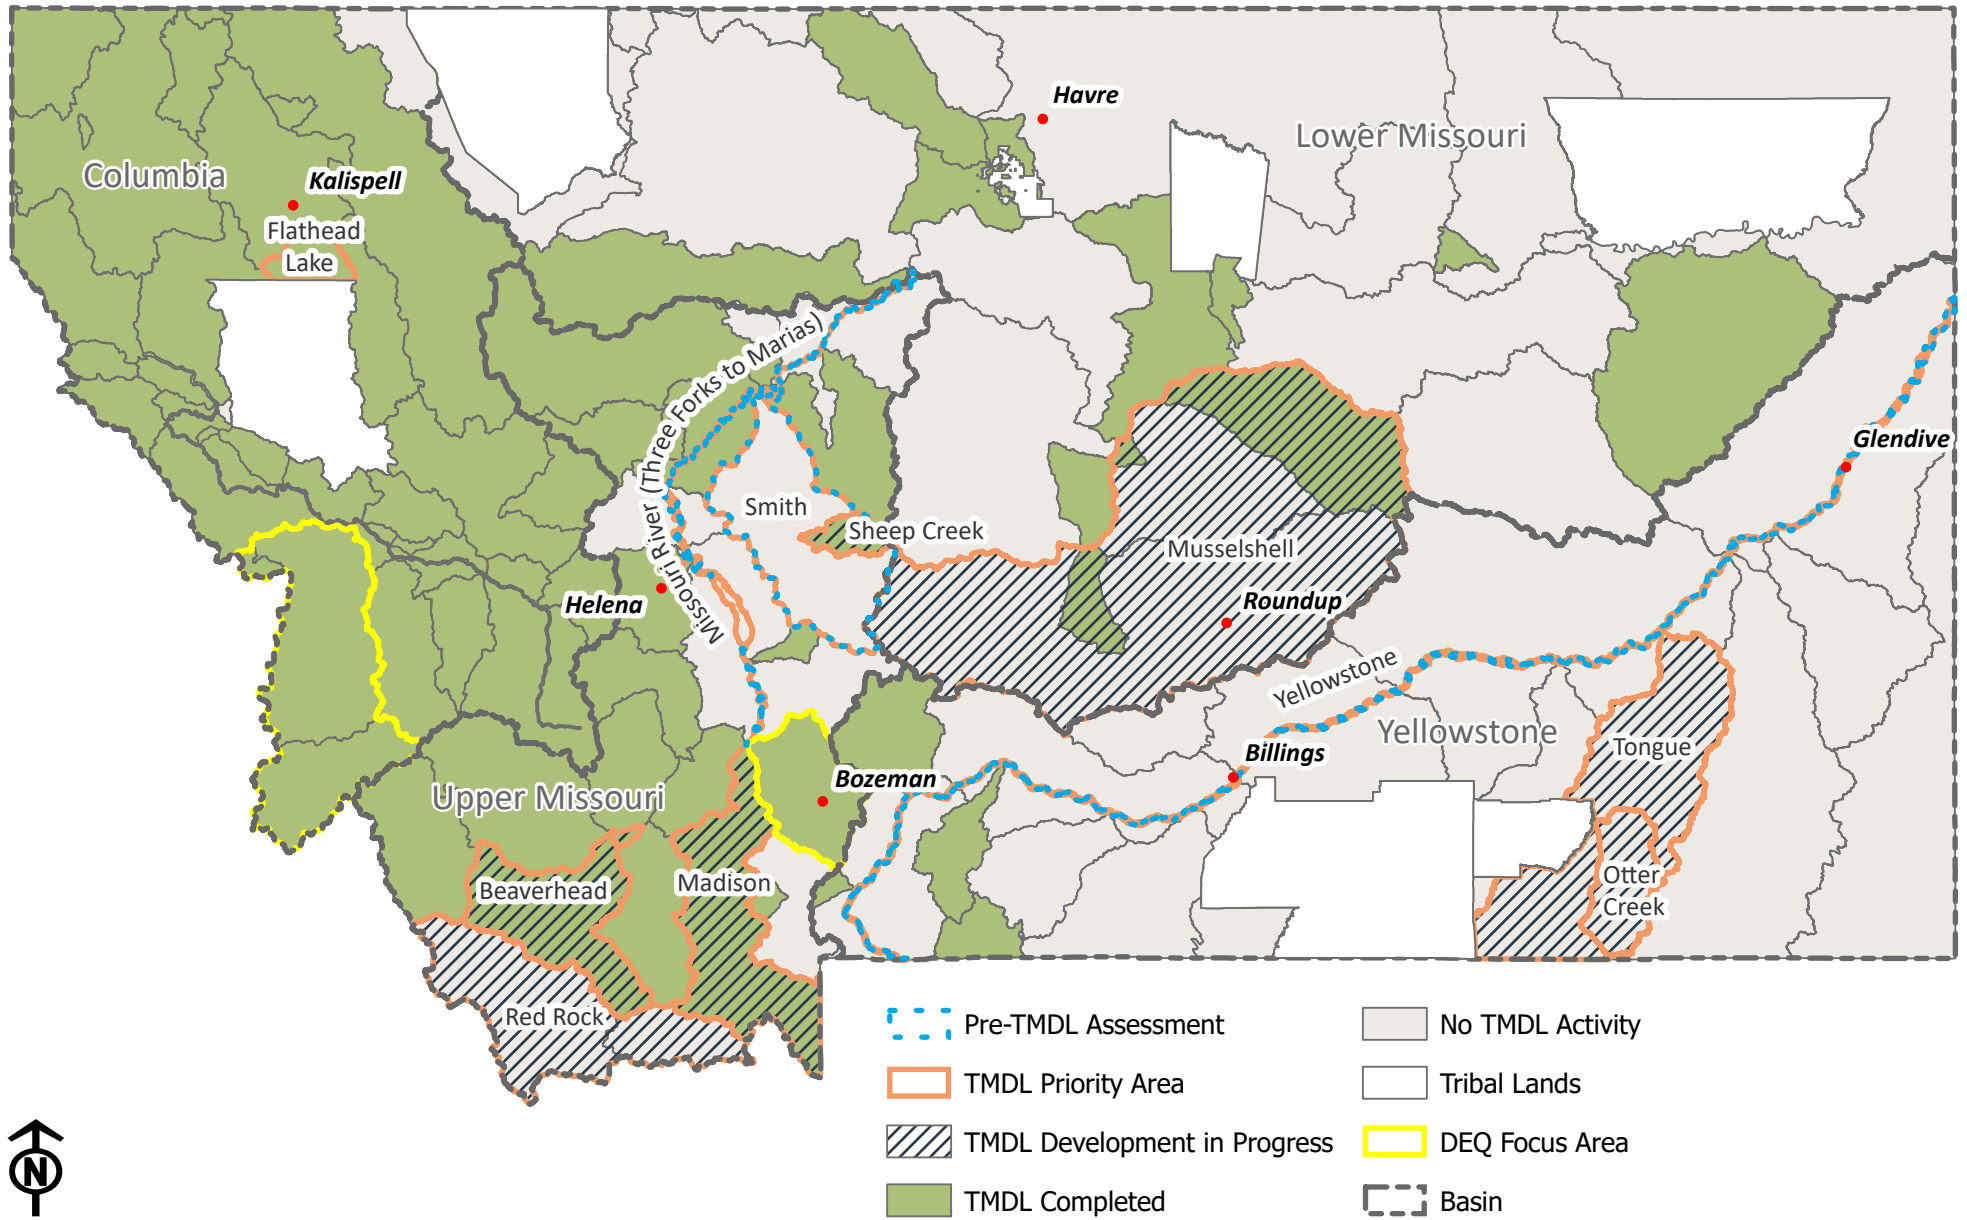 Havre
Lower Missouri
Columbia
Kalispell
Flathead
Lake
Missouri River (Three Forks to Marias)
Glendive
Smith
Sheep Creek
Musselshell
Helena
Roundup
Yellowstone
Yellowstone
Tongue
Billings
Bozeman
Upper Missouri
Beaverhead
Madison
Otter
Creek
Red Rock
Pre-TMDL Assessment
TMDL Priority Area
TMDL Development in Progress
TMDL Completed
No TMDL Activity
Tribal Lands
DEQ Focus Area
Basin
N